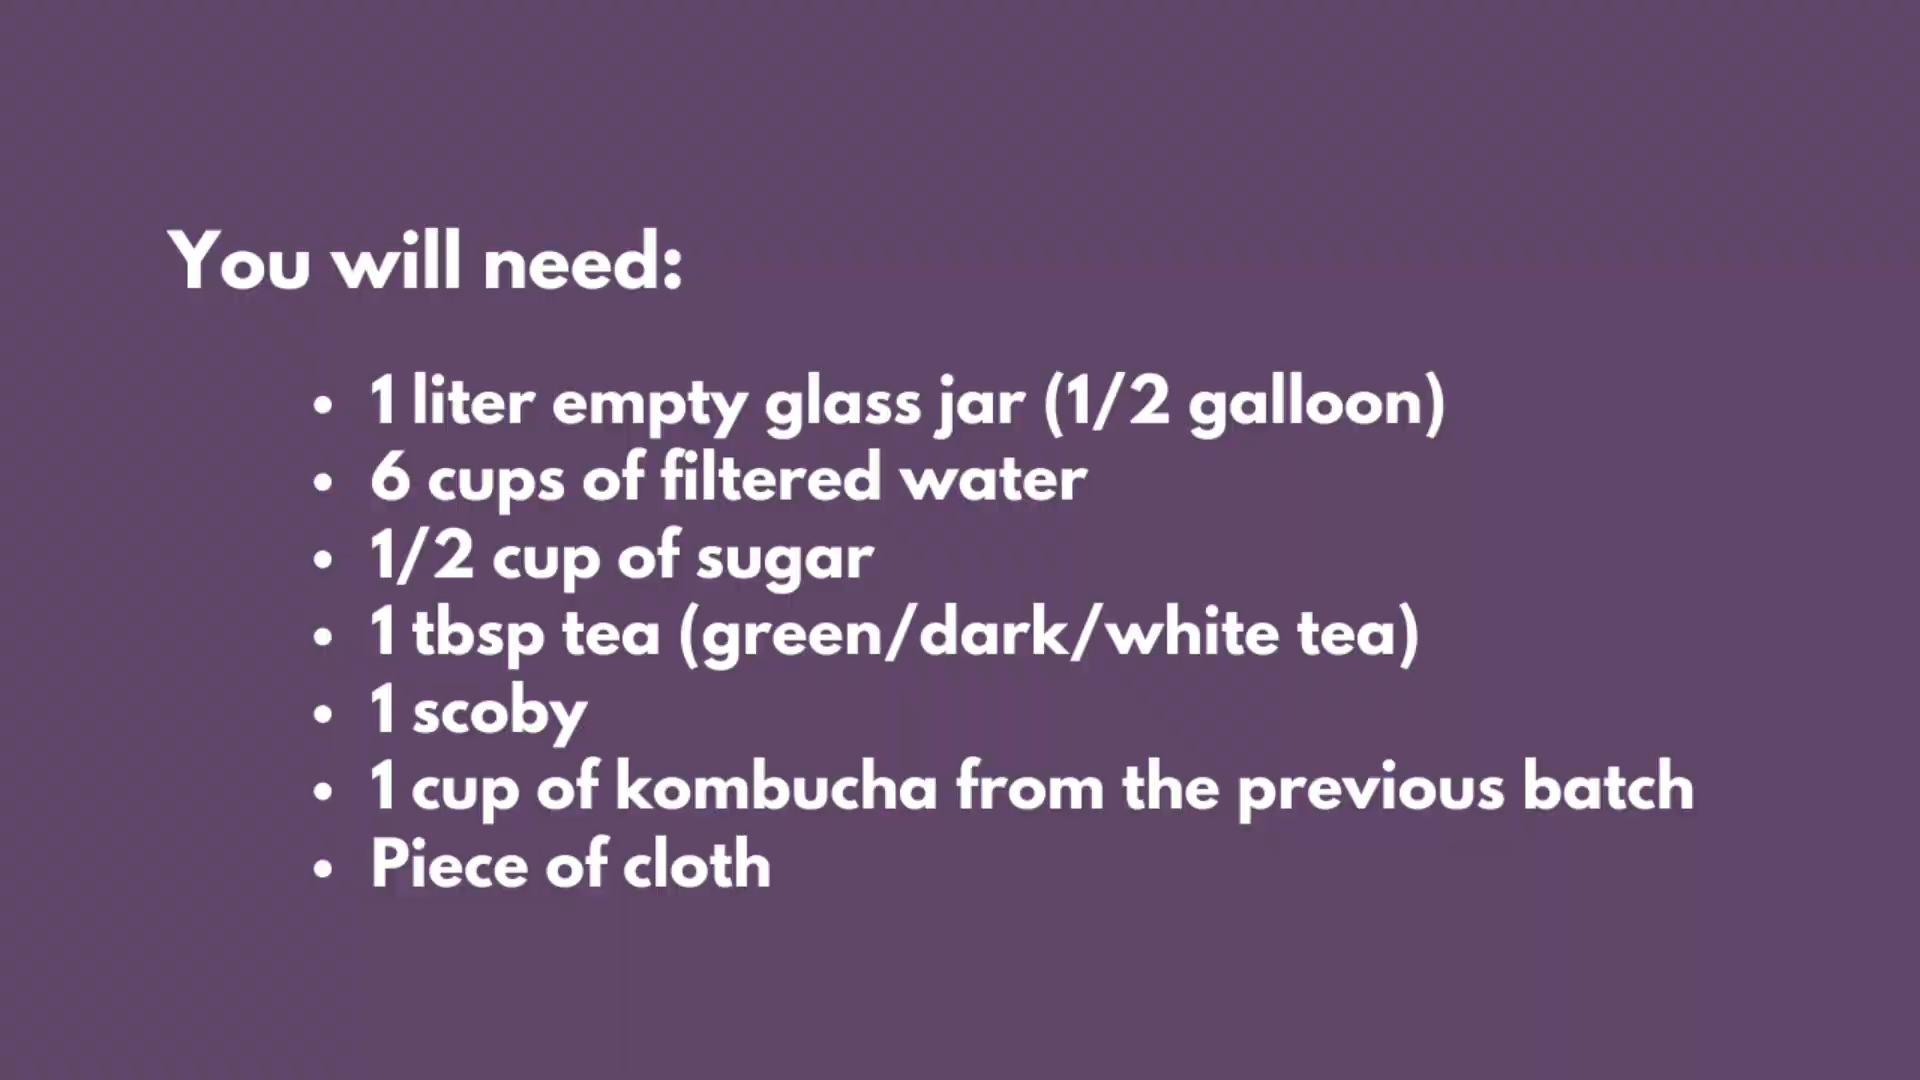 You will need:
• 1 liter empty glass jar (1/2 galloon)
• 6 cups of filtered water
• 1/2 cup of sugar
• 1 tbsp tea (green/dark/white tea)
• 1 scoby
• 1 cup of kombucha from the previous batch
• Piece of cloth